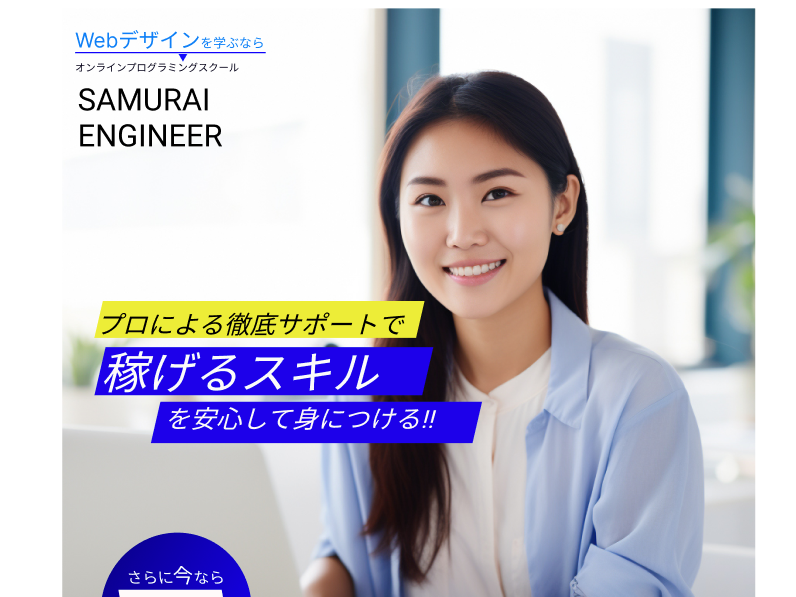 Webデザインを学ぶなら
オンラインプログラミングスクール
SAMURAI
ENGINEER
プロによる徹底サポートで
稼げるスキル
を安心して身につける!!
さらに今なら